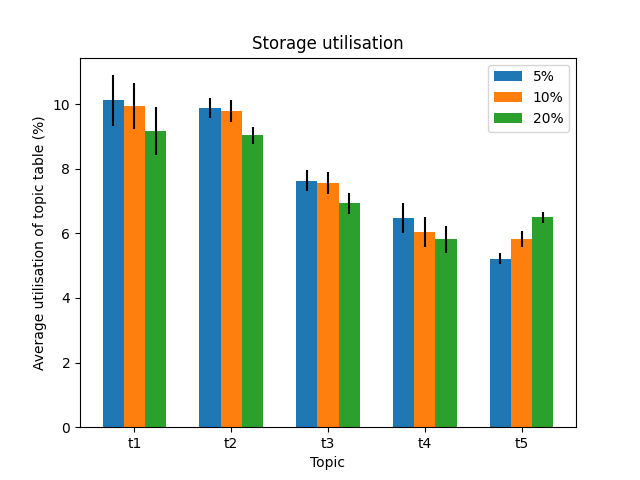 Storage utilisation
5%
10%
20%
Average utilisation of topic table (%)
10
8
6
4
2
0
t1 t2 t3 t4 t5
Topic